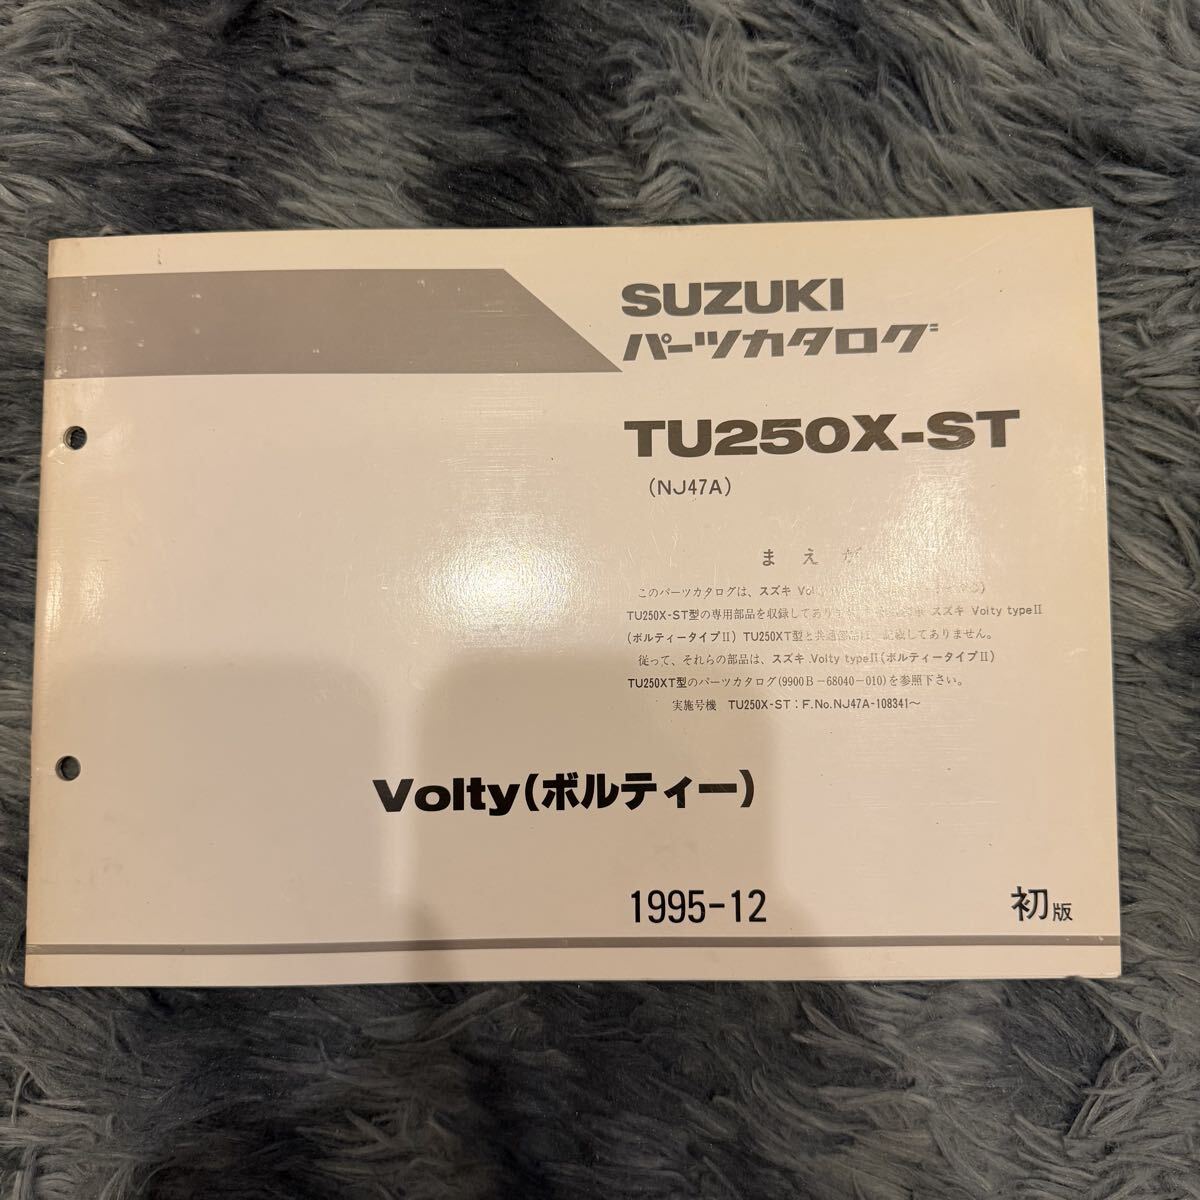 SUZUKI
パーツカタログ
TU250X-ST
(NJ47A)
まえが
このパーツカタログは、スズキ
TU250X-ST型の専用部品を収録してあり スズキ Volty typeⅡ
(ボルティータイプⅡ) TU250XT型と共通部品は、記載してありません。
従って、それらの部品は、スズキ Volty typeⅡ(ボルティータイプⅡ)
TU250XT型のパーツカタログ(9900B-68040-010)を参照下さい。
実施号機 TU250X-ST:F.No.NJ47A-108341～
Volty(ボルティー)
1995-12
初版